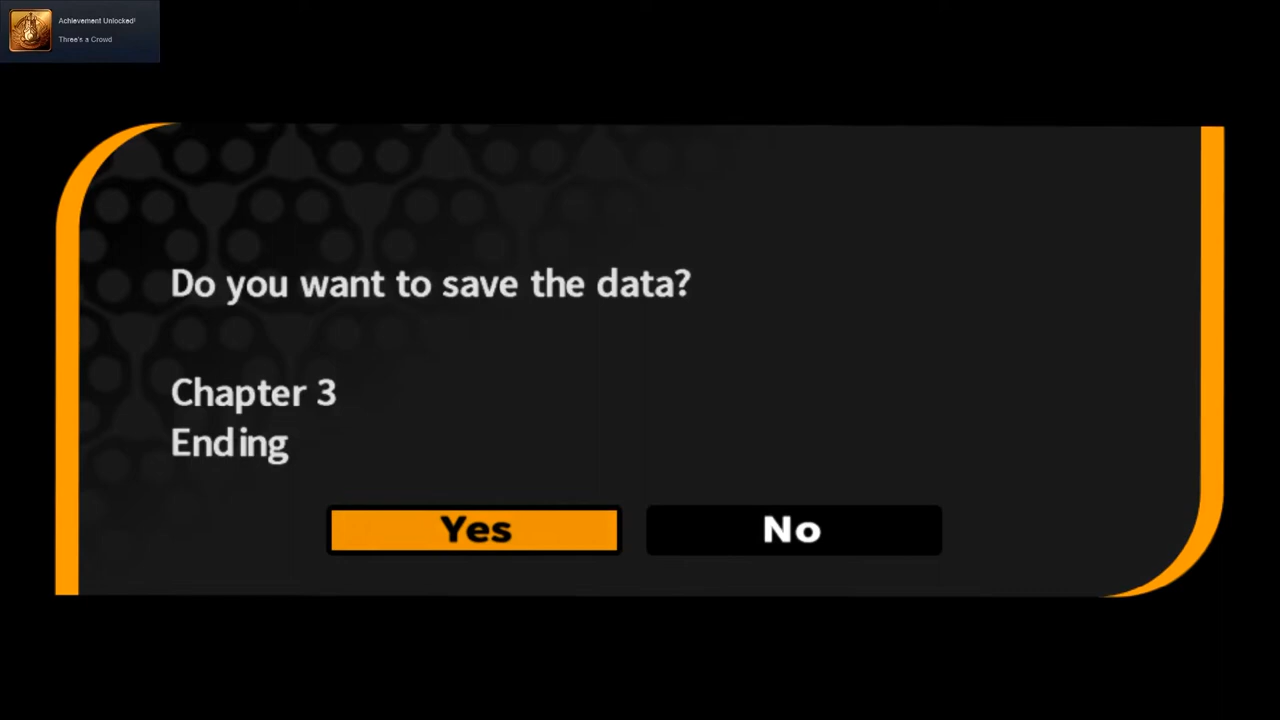 Achievement Unlocked!
Three's a Crowd
Do you want to save the data?
Chapter 3
Ending
Yes
No